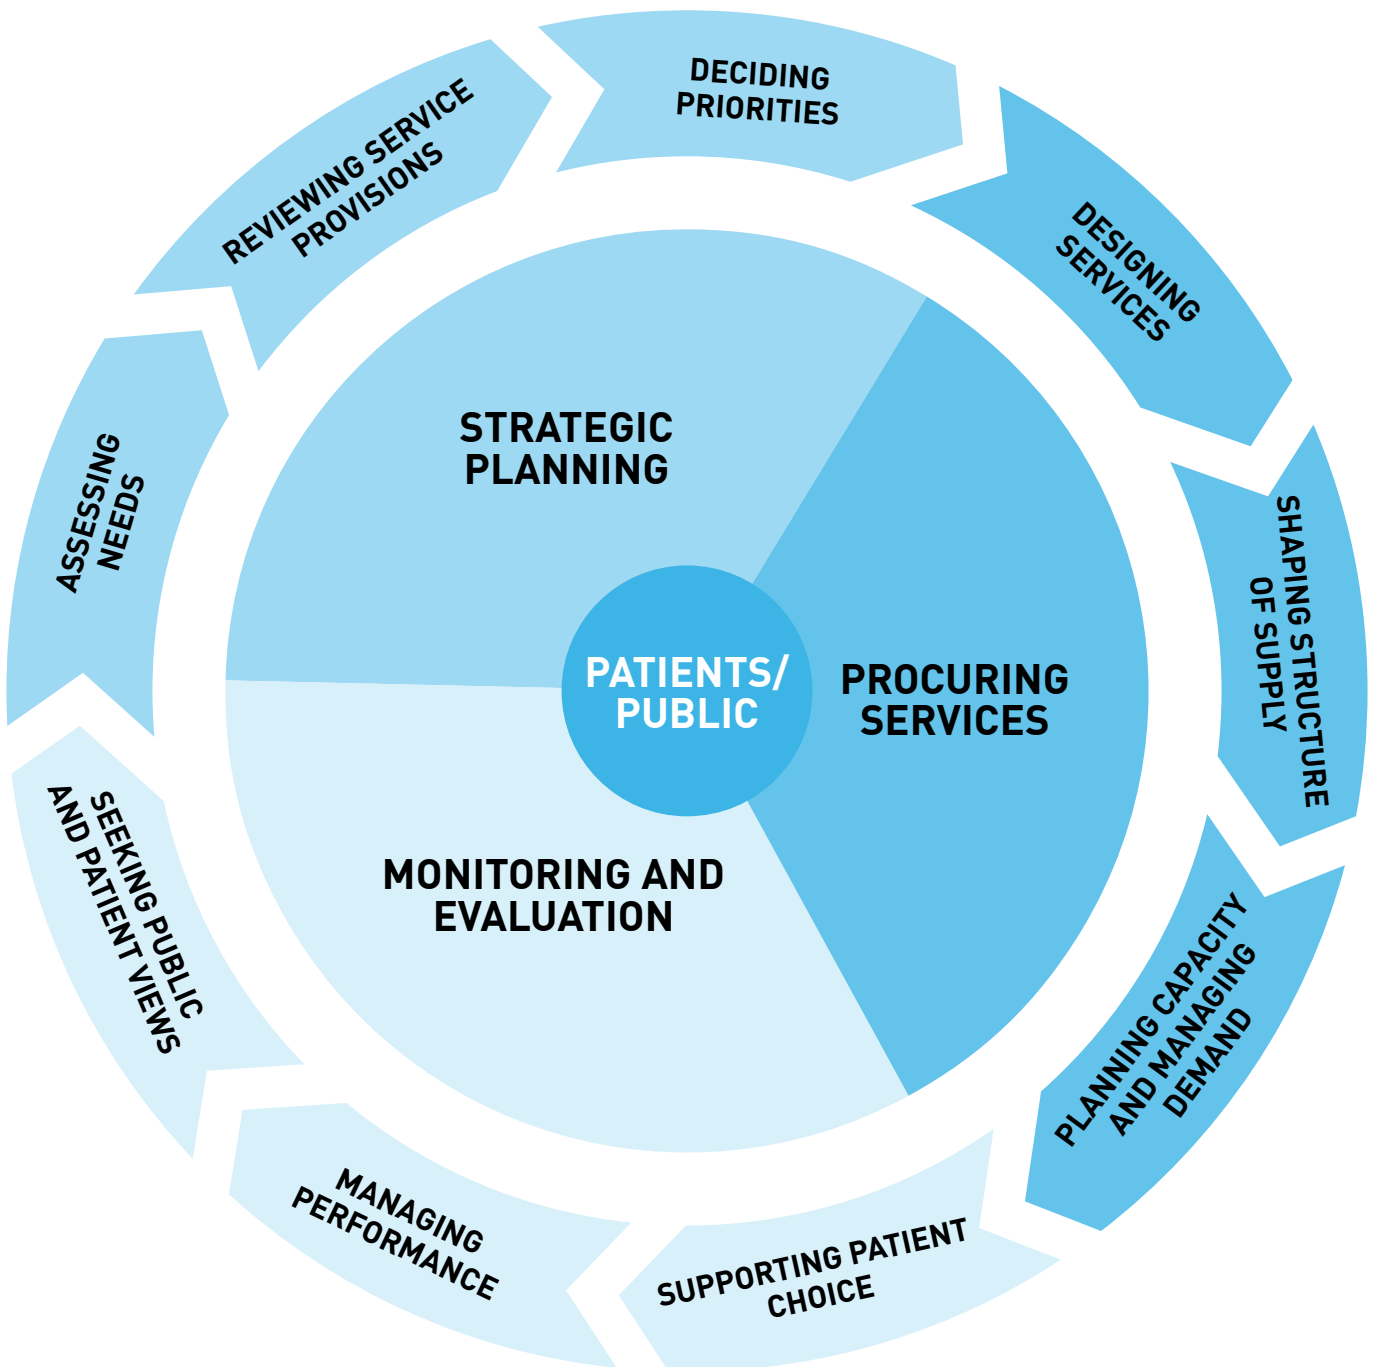 DECIDING
PRIORITIES
REVIEWING SERVICE
PROVISIONS
DESIGNING
SERVICES
ASSESSING
NEEDS
SHAPING STRUCTURE
OF SUPPLY
STRATEGIC
PLANNING
PATIENTS/
PUBLIC
PROCURING
SERVICES
MONITORING AND
EVALUATION
SEEKING PUBLIC
AND PATIENT VIEWS
PLANNING CAPACITY
AND MANAGING
DEMAND
MANAGING
PERFORMANCE
SUPPORTING PATIENT
CHOICE